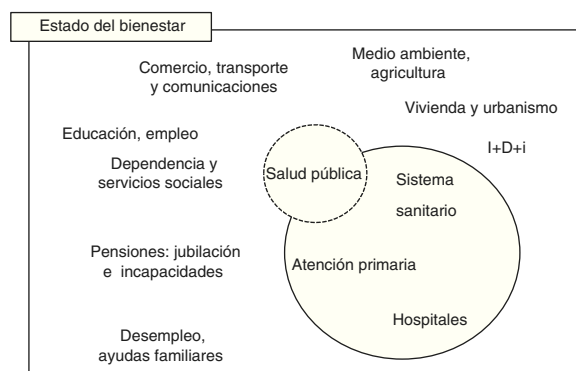 Estado del bienestar
Comercio, transporte
y comunicaciones
Medio ambiente,
agricultura
Vivienda y urbanismo
Educación, empleo
I+D+i
Dependencia y
servicios sociales
Salud pública
Sistema
sanitario
Pensiones: jubilación
e incapacidades
Atención primaria
Hospitales
Desempleo,
ayudas familiares